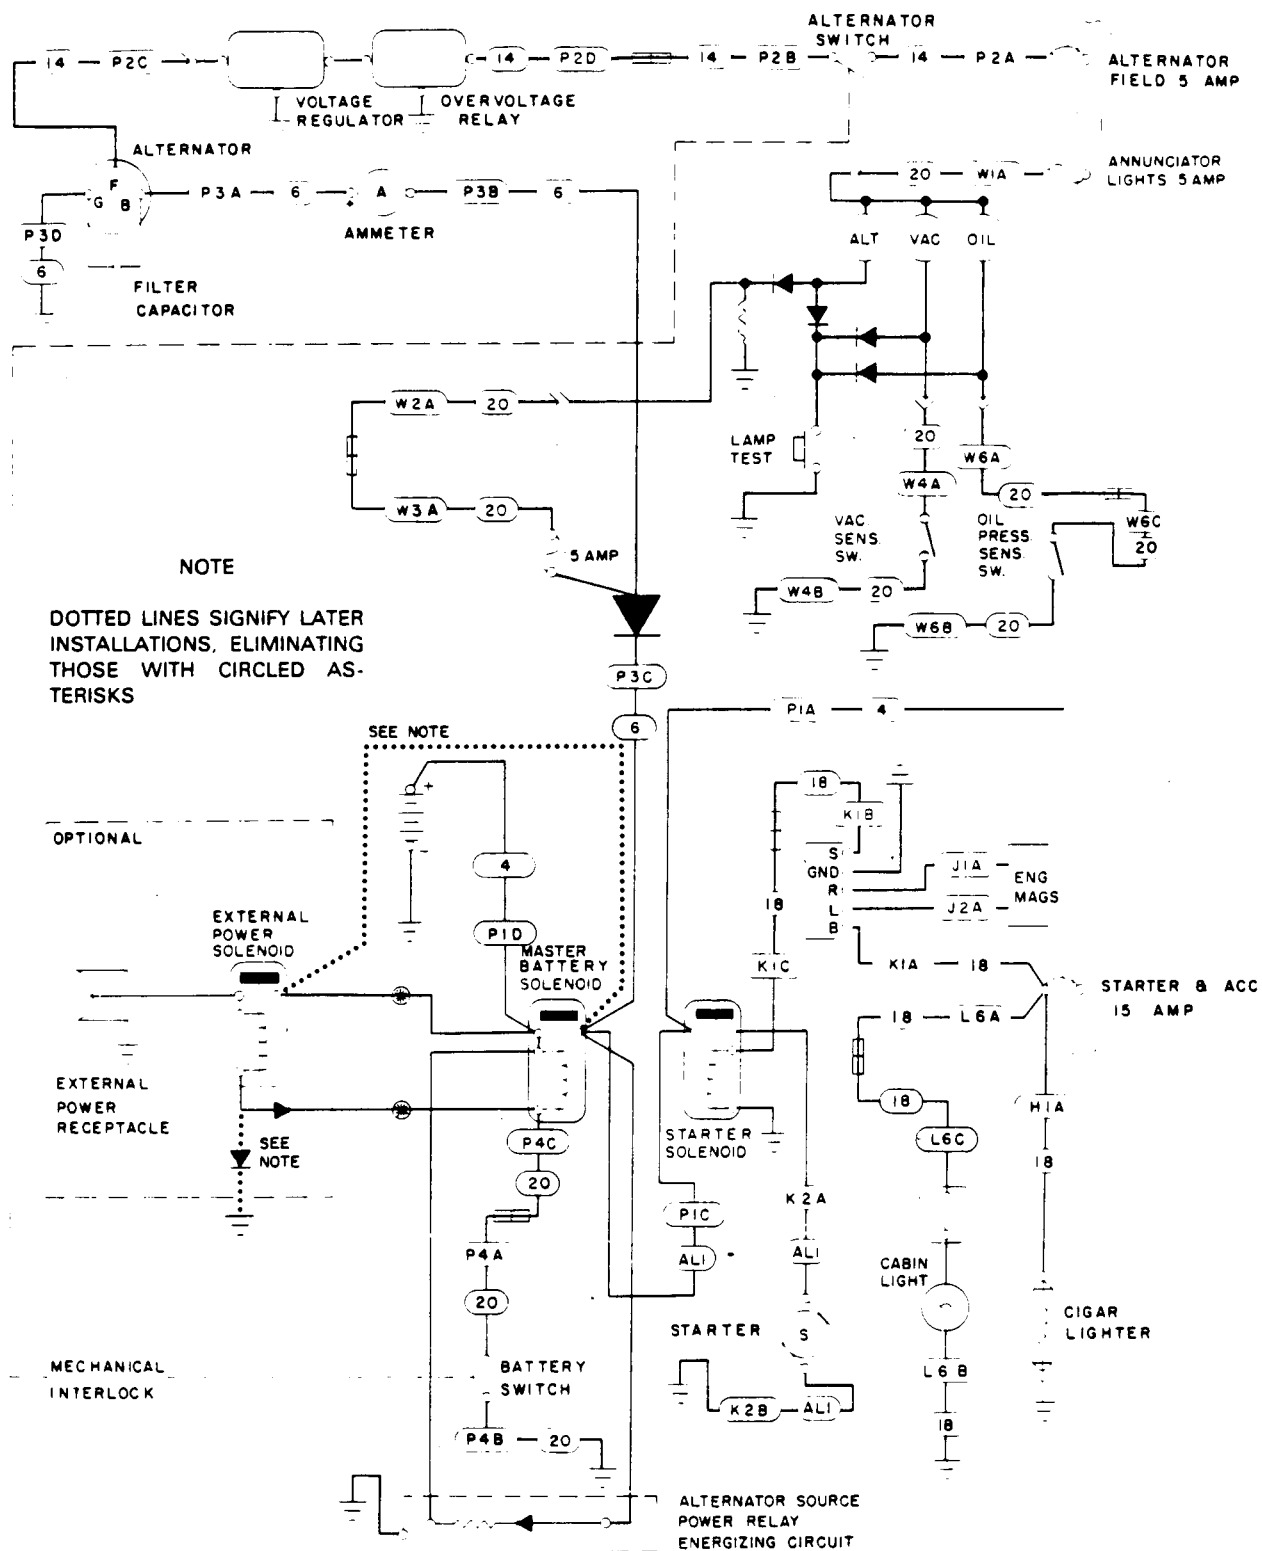 ALTERNATOR
SWITCH
14 P2C
14 P2D 14 P2B 14 P2A
ALTERNATOR
FIELD 5 AMP
VOLTAGE
REGULATOR
OVERVOLTAGE
RELAY
ALTERNATOR
F
G B
P3A 6 A P3B 6
+
AMMETER
P3D
6
FILTER
CAPACITOR
20 W1A
ANNUNCIATOR
LIGHTS 5 AMP
ALT VAC OIL
W2A 20
LAMP
TEST
20
W4A
W6A
20
W3A 20
5 AMP
VAC.
SENS.
SW.
OIL
PRESS.
SENS.
SW.
W6C
20
W4B 20
W6B 20
NOTE
DOTTED LINES SIGNIFY LATER
INSTALLATIONS, ELIMINATING
THOSE WITH CIRCLED AS-
TERISKS
P3C
6
P1A 4
SEE NOTE
+
OPTIONAL
4
P1D
18
K1B
S
GND
R
L
B
J1A
J2A
ENG
MAGS
18
K1C
K1A 18
EXTERNAL
POWER
SOLENOID
MASTER
BATTERY
SOLENOID
STARTER & ACC
15 AMP
18 L6A
EXTERNAL
POWER
RECEPTACLE
SEE
NOTE
P4C
20
STARTER
SOLENOID
18
L6C
H1A
18
P4A
20
P1C
AL1
K2A
AL1
CABIN
LIGHT
STARTER S
CIGAR
LIGHTER
MECHANICAL
INTERLOCK
BATTERY
SWITCH
K2B AL1
L6B
18
P4B 20
ALTERNATOR SOURCE
POWER RELAY
ENERGIZING CIRCUIT